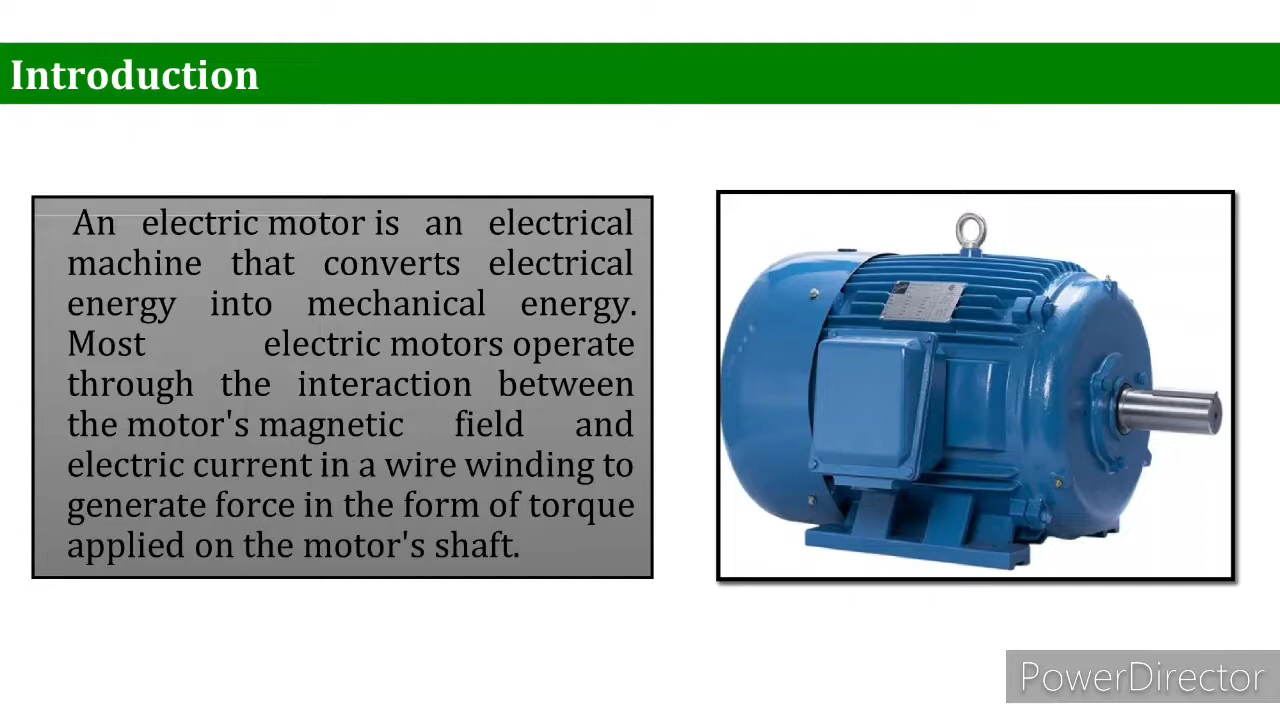 Introduction
An electric motor is an electrical
machine that converts electrical
energy into mechanical energy.
Most electric motors operate
through the interaction between
the motor's magnetic field and
electric current in a wire winding to
generate force in the form of torque
applied on the motor's shaft.
PowerDirector